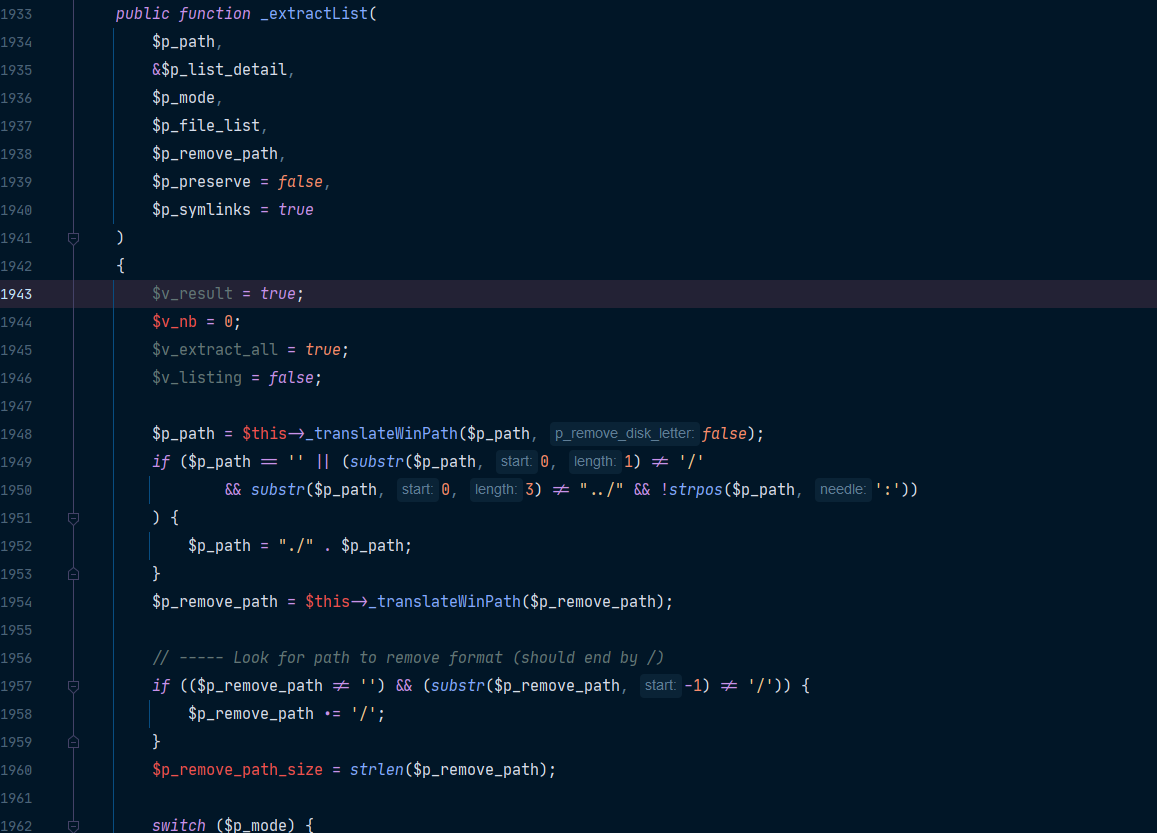 1933 public function _extractList(
1934 $p_path,
1935 &$p_list_detail,
1936 $p_mode,
1937 $p_file_list,
1938 $p_remove_path,
1939 $p_preserve = false,
1940 $p_symlinks = true
1941 )
1942 {
1943 $v_result = true;
1944 $v_nb = 0;
1945 $v_extract_all = true;
1946 $v_listing = false;
1947
1948 $p_path = $this->_translateWinPath($p_path, p_remove_disk_letter: false);
1949 if ($p_path == '' || (substr($p_path, start: 0, length: 1) != '/'
1950 && substr($p_path, start: 0, length: 3) != "../" && !strpos($p_path, needle: ':'))
1951 ) {
1952 $p_path = "./" . $p_path;
1953 }
1954 $p_remove_path = $this->_translateWinPath($p_remove_path);
1955
1956 // ----- Look for path to remove format (should end by /)
1957 if (($p_remove_path != '') && (substr($p_remove_path, start: -1) != '/')) {
1958 $p_remove_path .= '/';
1959 }
1960 $p_remove_path_size = strlen($p_remove_path);
1961
1962 switch ($p_mode) {